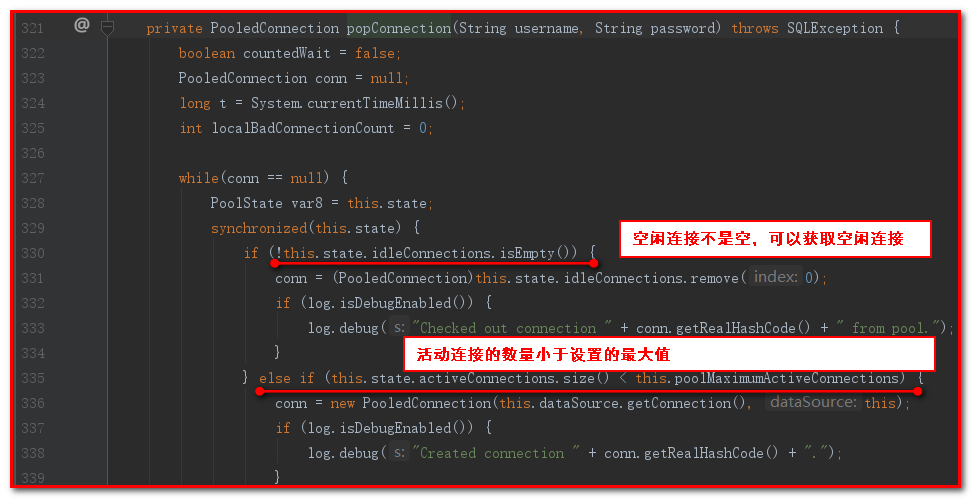 321 @ private PooledConnection popConnection(String username, String password) throws SQLException {
322 boolean countedWait = false;
323 PooledConnection conn = null;
324 long t = System.currentTimeMillis();
325 int localBadConnectionCount = 0;
326
327 while(conn == null) {
328 PoolState var8 = this.state;
329 synchronized(this.state) {
空闲连接不是空，可以获取空闲连接
330 if (!this.state.idleConnections.isEmpty()) {
331 conn = (PooledConnection)this.state.idleConnections.remove( index: 0);
332 if (log.isDebugEnabled()) {
333 log.debug( s: "Checked out connection " + conn.getRealHashCode() + " from pool.");
334 }
活动连接的数量小于设置的最大值
335 } else if (this.state.activeConnections.size() < this.poolMaximumActiveConnections) {
336 conn = new PooledConnection(this.dataSource.getConnection(), dataSource: this);
337 if (log.isDebugEnabled()) {
338 log.debug( s: "Created connection " + conn.getRealHashCode() + ".");
339 }